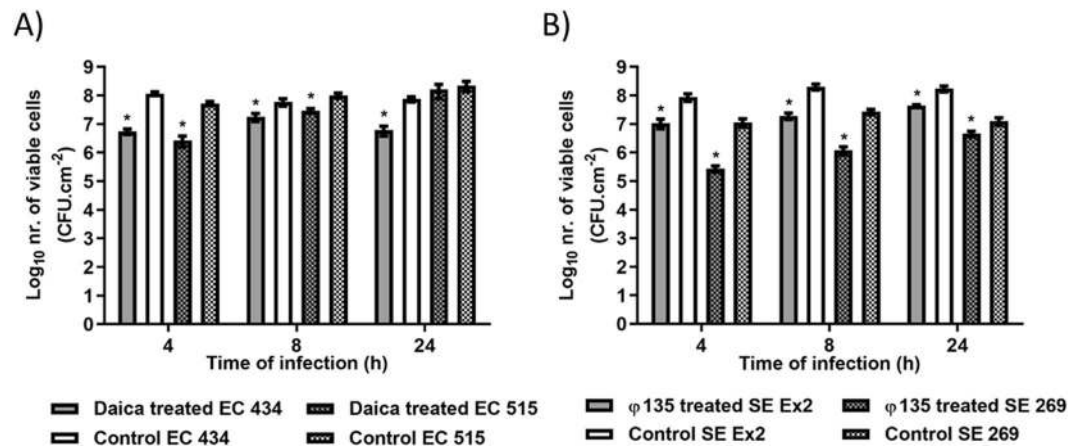 A)
Log10 nr. of viable cells
(CFU.cm-2)
9
8
7
6
5
4
3
2
1
0
* * * * *
4 8 24
Time of infection (h)
Daica treated EC 434
Daica treated EC 515
Control EC 434
Control EC 515
B)
Log10 nr. of viable cells
(CFU.cm-2)
9
8
7
6
5
4
3
2
1
0
* * * * * *
4 8 24
Time of infection (h)
φ135 treated SE Ex2
φ135 treated SE 269
Control SE Ex2
Control SE 269